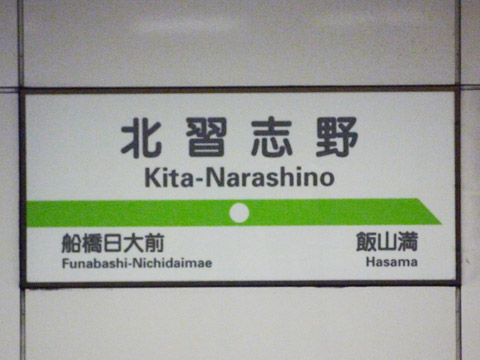 北習志野
Kita-Narashino
船橋日大前
Funabashi-Nichidaimae
飯山満
Hasama